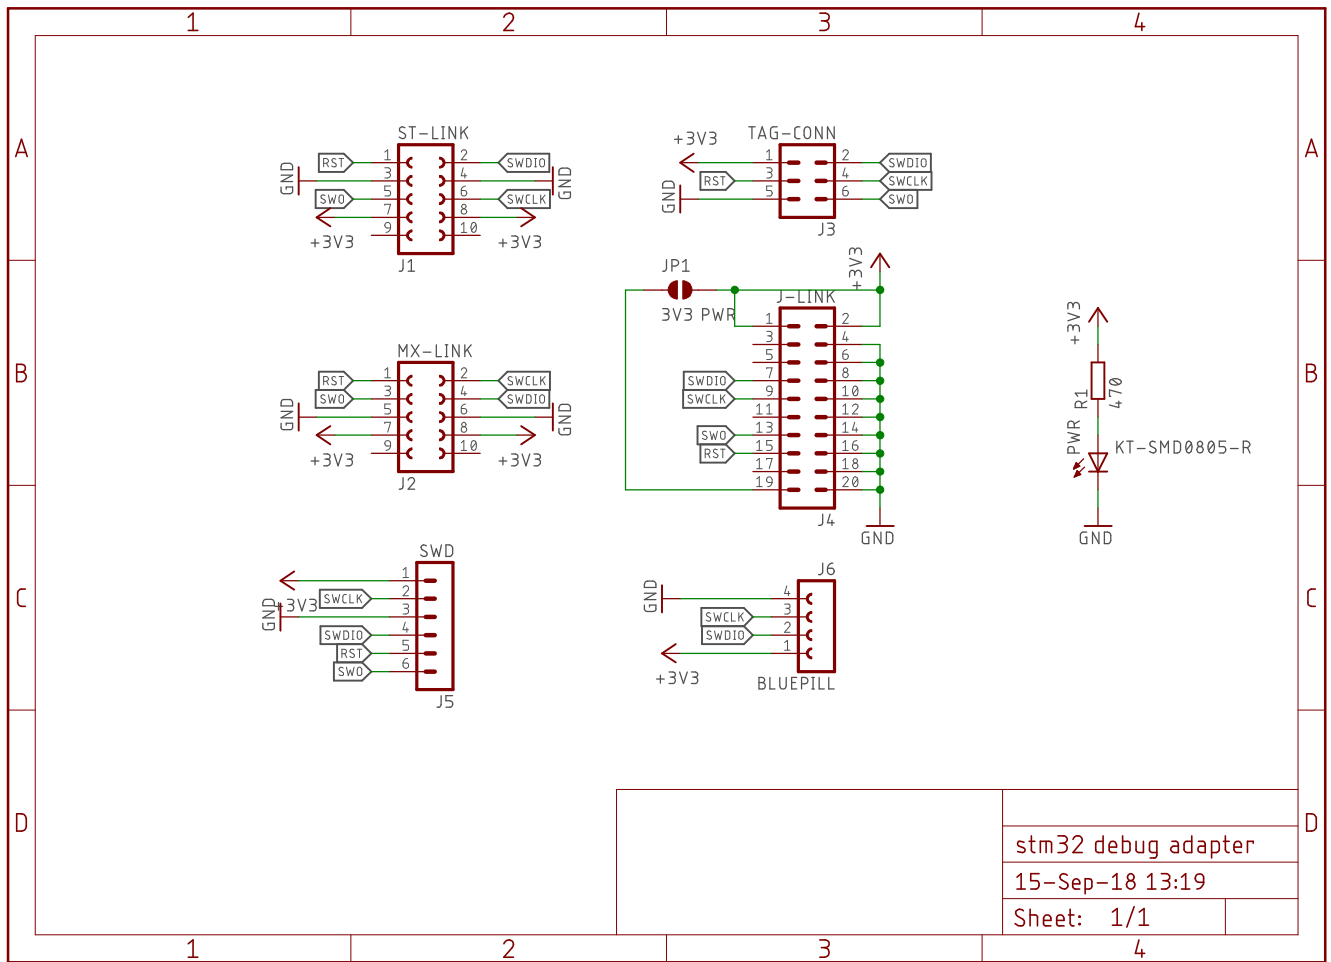 1 2 3 4
A A
ST-LINK
RST 1 2 SWDIO
GND 3 4 GND
SWO 5 6 SWCLK
7 8
+3V3 9 10 +3V3
J1
TAG-CONN
+3V3 1 2 SWDIO
RST 3 4 SWCLK
GND 5 6 SWO
J3
B B
JP1
3V3 PWR
+3V3
J-LINK
1 2
3 4
5 6
SWDIO 7 8
SWCLK 9 10
11 12
SWO 13 14
RST 15 16
17 18
19 20
J4
GND
MX-LINK
RST 1 2 SWCLK
SWO 3 4 SWDIO
GND 5 6 GND
7 8
+3V3 9 10 +3V3
J2
+3V3
R1
470
PWR
KT-SMD0805-R
GND
C C
SWD
1
+3V3
SWCLK 2
GND 3
SWDIO 4
RST 5
SWO 6
J5
J6
GND 4
SWCLK 3
SWDIO 2
1
+3V3
BLUEPILL
D D
stm32 debug adapter
15-Sep-18 13:19
Sheet: 1/1
1 2 3 4